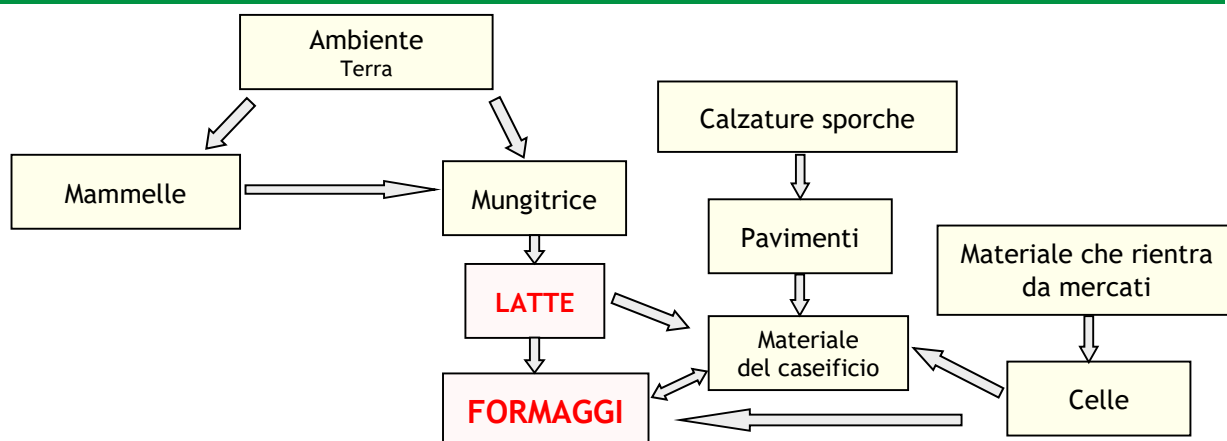 Ambiente
Terra
Calzature sporche
Mammelle
Mungitrice
Pavimenti
Materiale che rientra
da mercati
LATTE
Materiale
del caseificio
FORMAGGI
Celle